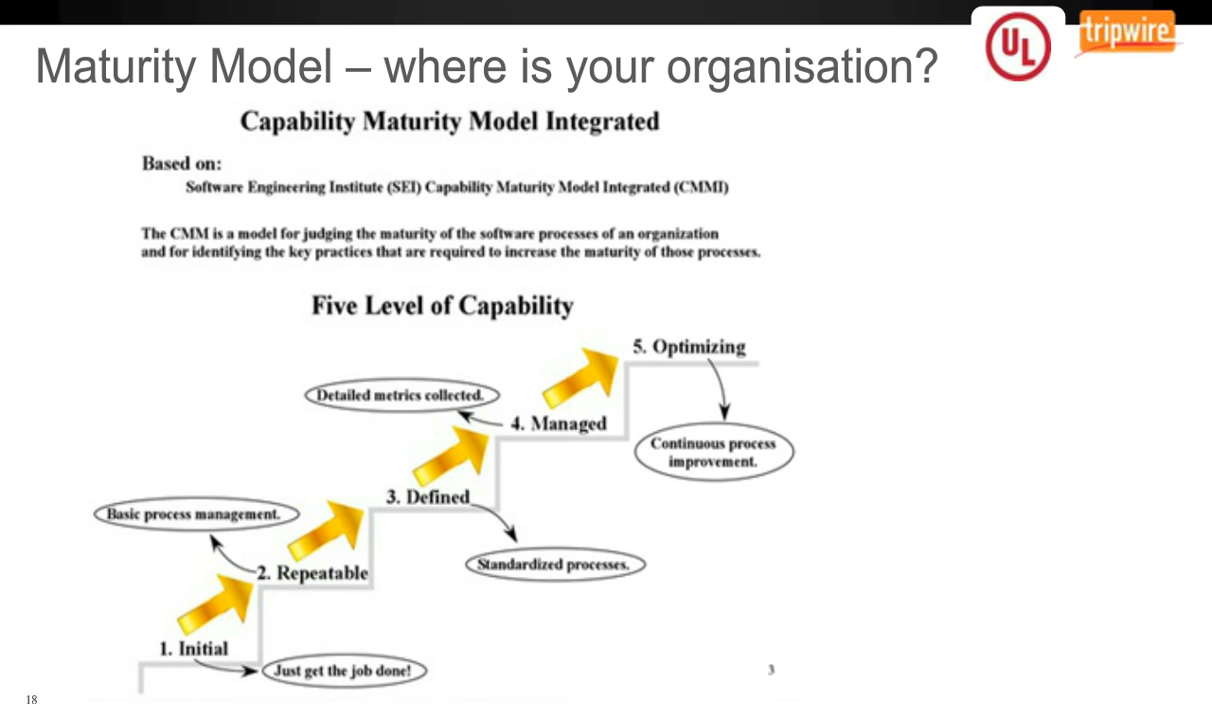 UL
tripwire
Maturity Model – where is your organisation?
Capability Maturity Model Integrated
Based on:
Software Engineering Institute (SEI) Capability Maturity Model Integrated (CMMI)
The CMM is a model for judging the maturity of the software processes of an organization
and for identifying the key practices that are required to increase the maturity of those processes.
Five Level of Capability
5. Optimizing
Detailed metrics collected.
4. Managed
Continuous process
improvement.
3. Defined
Basic process management.
Standardized processes.
2. Repeatable
1. Initial
Just get the job done!
3
18